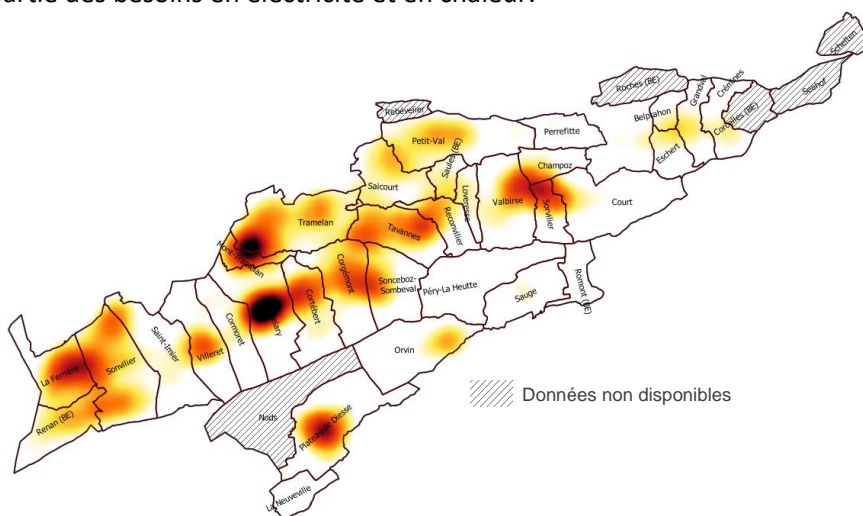 partie des besoins en électricité et en chaleur.
Schelten
Seehof
Roches (BE)
Grandval
Crémines
Corcelles (BE)
Belprahon
Eschert
Rebévelier
Petit-Val
Perrefitte
Saules (BE)
Champoz
Saicourt
Loveresse
Valbirse
Sorvilier
Court
Tramelan
Tavannes
Reconvilier
Mont-Tramelan
Corgémont
Sonceboz-
Sombeval
Péry-La Heutte
Sauge
Romont (BE)
Cortébert
Cormoret
Villeret
Saint-Imier
Sonvilier
La Ferrière
Renan (BE)
Orvin
Nods
Plateau de Diesse
La Neuveville
Données non disponibles